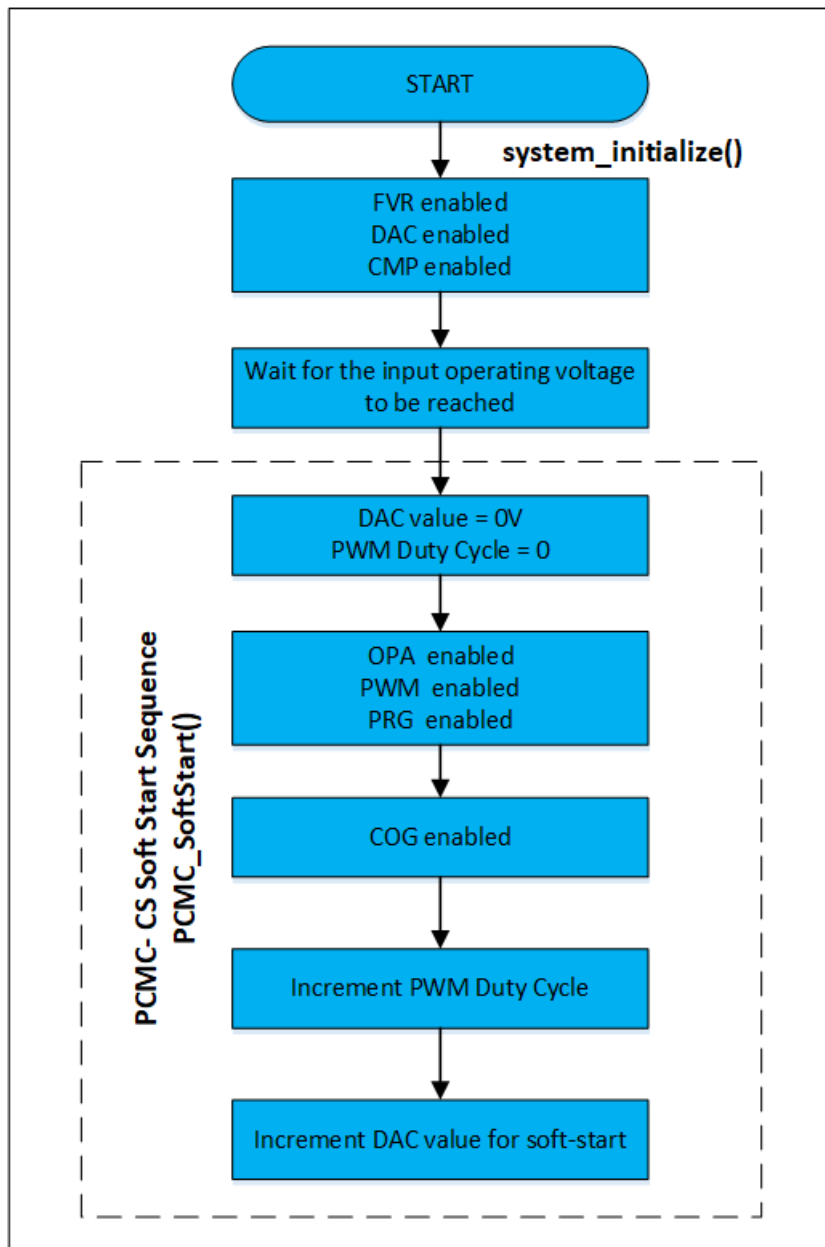 START
system_initialize()
FVR enabled
DAC enabled
CMP enabled
Wait for the input operating voltage
to be reached
PCMC- CS Soft Start Sequence
PCMC_SoftStart()
DAC value = 0V
PWM Duty Cycle = 0
OPA enabled
PWM enabled
PRG enabled
COG enabled
Increment PWM Duty Cycle
Increment DAC value for soft-start